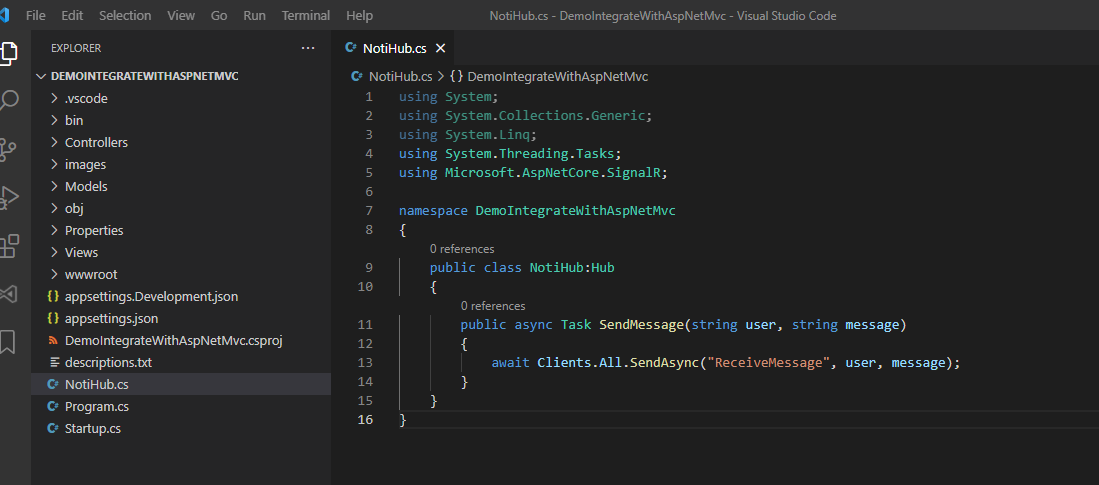 File Edit Selection View Go Run Terminal Help NotiHub.cs - DemoIntegrateWithAspNetMvc - Visual Studio Code
EXPLORER ···
DEMOINTEGRATEWITHASPNETMVC
.vscode
bin
Controllers
images
Models
obj
Properties
Views
wwwroot
{} appsettings.Development.json
{} appsettings.json
DemoIntegrateWithAspNetMvc.csproj
descriptions.txt
C# NotiHub.cs
C# Program.cs
C# Startup.cs
C# NotiHub.cs ×
C# NotiHub.cs > {} DemoIntegrateWithAspNetMvc
1 using System;
2 using System.Collections.Generic;
3 using System.Linq;
4 using System.Threading.Tasks;
5 using Microsoft.AspNetCore.SignalR;
6
7 namespace DemoIntegrateWithAspNetMvc
8 {
0 references
9 public class NotiHub:Hub
10 {
0 references
11 public async Task SendMessage(string user, string message)
12 {
13 await Clients.All.SendAsync("ReceiveMessage", user, message);
14 }
15 }
16 }